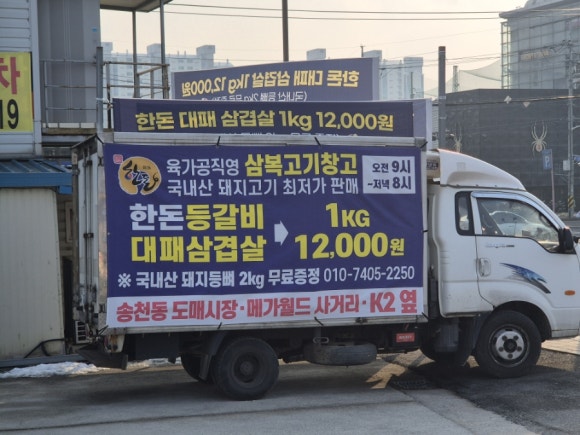 한돈 대패 삼겹살 1kg 12,000원
한돈 대패 삼겹살 1kg 12,000원
육가공직영 삼복고기창고
국내산 돼지고기 최저가 판매
오전 9시
~저녁 8시
한돈등갈비
대패삼겹살
1KG
12,000원
※ 국내산 돼지등뼈 2kg 무료증정 010-7405-2250
송천동 도매시장·메가월드 사거리·K2 옆
차
19